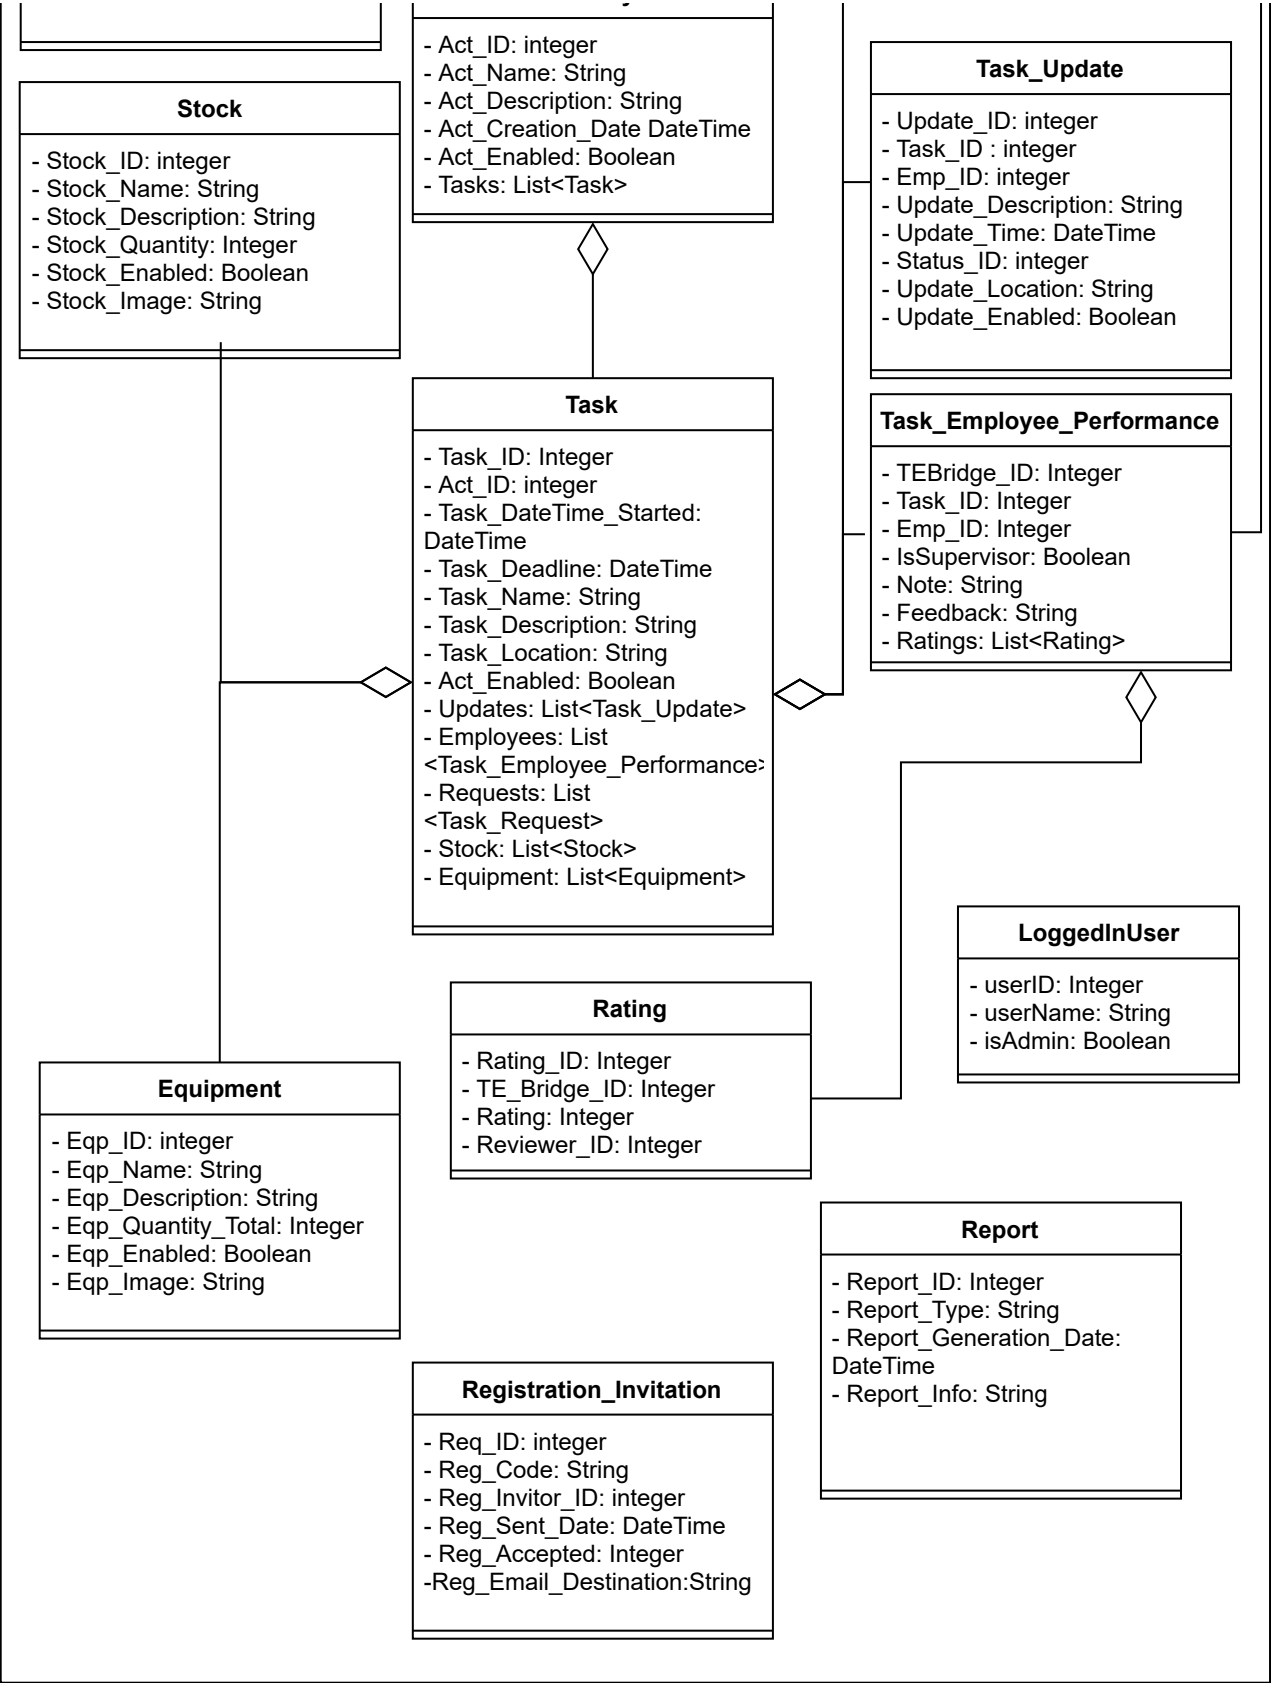 - Act_ID: integer
- Act_Name: String
- Act_Description: String
- Act_Creation_Date DateTime
- Act_Enabled: Boolean
- Tasks: List<Task>
Task_Update
- Update_ID: integer
- Task_ID : integer
- Emp_ID: integer
- Update_Description: String
- Update_Time: DateTime
- Status_ID: integer
- Update_Location: String
- Update_Enabled: Boolean
Stock
- Stock_ID: integer
- Stock_Name: String
- Stock_Description: String
- Stock_Quantity: Integer
- Stock_Enabled: Boolean
- Stock_Image: String
Task
- Task_ID: Integer
- Act_ID: integer
- Task_DateTime_Started:
DateTime
- Task_Deadline: DateTime
- Task_Name: String
- Task_Description: String
- Task_Location: String
- Act_Enabled: Boolean
- Updates: List<Task_Update>
- Employees: List
<Task_Employee_Performance>
- Requests: List
<Task_Request>
- Stock: List<Stock>
- Equipment: List<Equipment>
Task_Employee_Performance
- TEBridge_ID: Integer
- Task_ID: Integer
- Emp_ID: Integer
- IsSupervisor: Boolean
- Note: String
- Feedback: String
- Ratings: List<Rating>
LoggedInUser
- userID: Integer
- userName: String
- isAdmin: Boolean
Rating
- Rating_ID: Integer
- TE_Bridge_ID: Integer
- Rating: Integer
- Reviewer_ID: Integer
Equipment
- Eqp_ID: integer
- Eqp_Name: String
- Eqp_Description: String
- Eqp_Quantity_Total: Integer
- Eqp_Enabled: Boolean
- Eqp_Image: String
Report
- Report_ID: Integer
- Report_Type: String
- Report_Generation_Date:
DateTime
- Report_Info: String
Registration_Invitation
- Req_ID: integer
- Reg_Code: String
- Reg_Invitor_ID: integer
- Reg_Sent_Date: DateTime
- Reg_Accepted: Integer
-Reg_Email_Destination:String